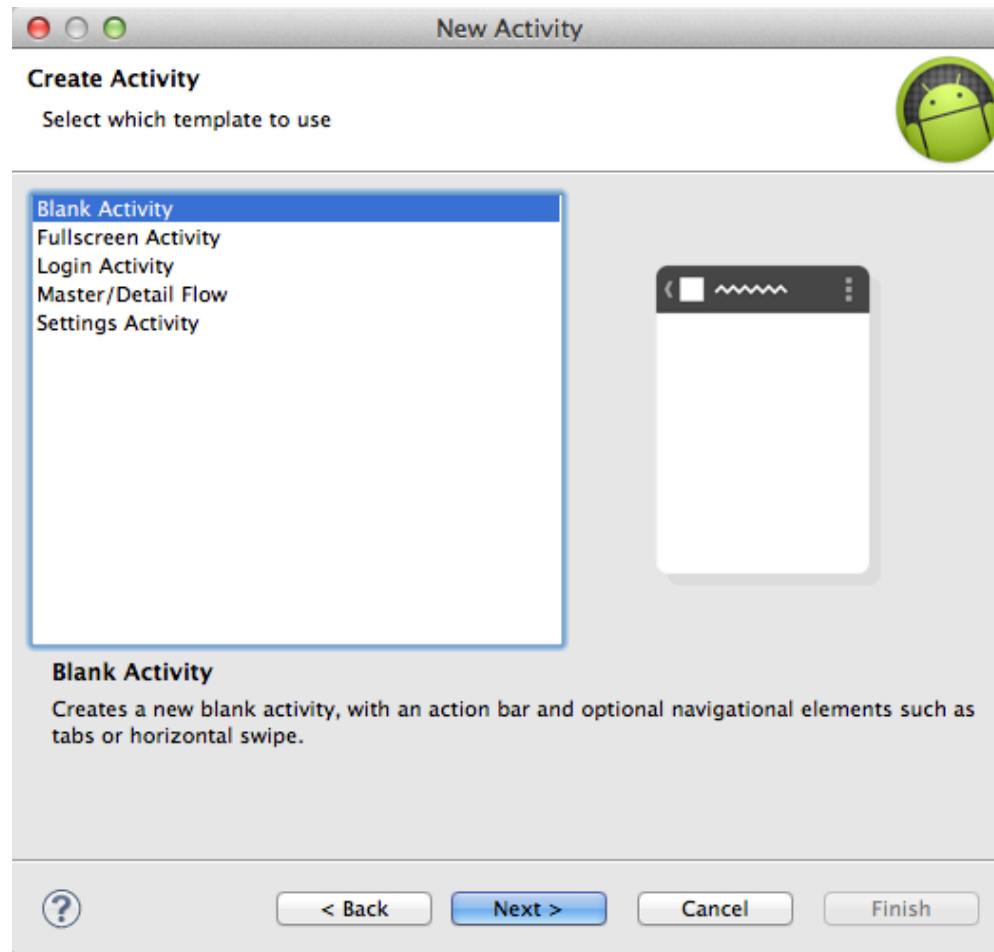 New Activity
Create Activity
Select which template to use
Blank Activity
Fullscreen Activity
Login Activity
Master/Detail Flow
Settings Activity
Blank Activity
Creates a new blank activity, with an action bar and optional navigational elements such as
tabs or horizontal swipe.
?
< Back
Next >
Cancel
Finish